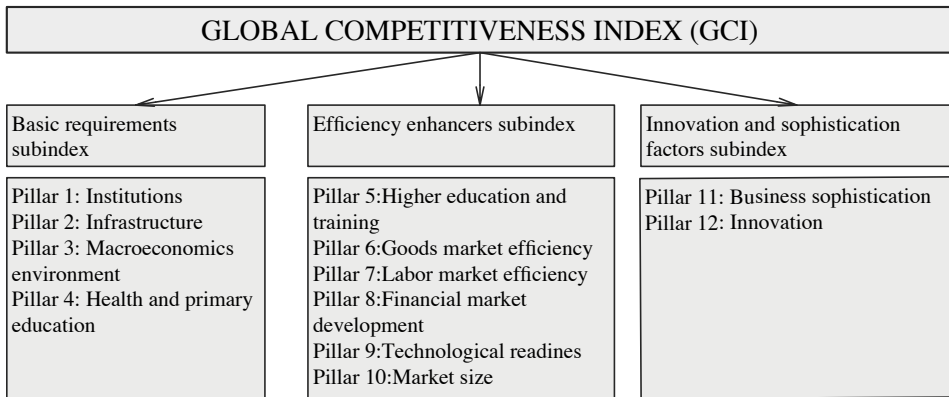 GLOBAL COMPETITIVENESS INDEX (GCI)
Basic requirements
subindex
Pillar 1: Institutions
Pillar 2: Infrastructure
Pillar 3: Macroeconomics
environment
Pillar 4: Health and primary
education
Efficiency enhancers subindex
Pillar 5:Higher education and
training
Pillar 6:Goods market efficiency
Pillar 7:Labor market efficiency
Pillar 8:Financial market
development
Pillar 9:Technological readines
Pillar 10:Market size
Innovation and sophistication
factors subindex
Pillar 11: Business sophistication
Pillar 12: Innovation